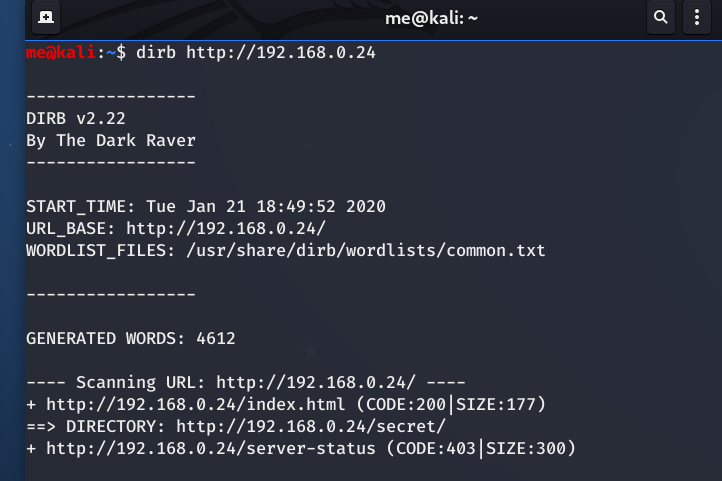 me@kali: ~
me@kali:~$ dirb http://192.168.0.24
-----------------
DIRB v2.22
By The Dark Raver
-----------------
START_TIME: Tue Jan 21 18:49:52 2020
URL_BASE: http://192.168.0.24/
WORDLIST_FILES: /usr/share/dirb/wordlists/common.txt
-----------------
GENERATED WORDS: 4612
---- Scanning URL: http://192.168.0.24/ ----
+ http://192.168.0.24/index.html (CODE:200|SIZE:177)
==> DIRECTORY: http://192.168.0.24/secret/
+ http://192.168.0.24/server-status (CODE:403|SIZE:300)